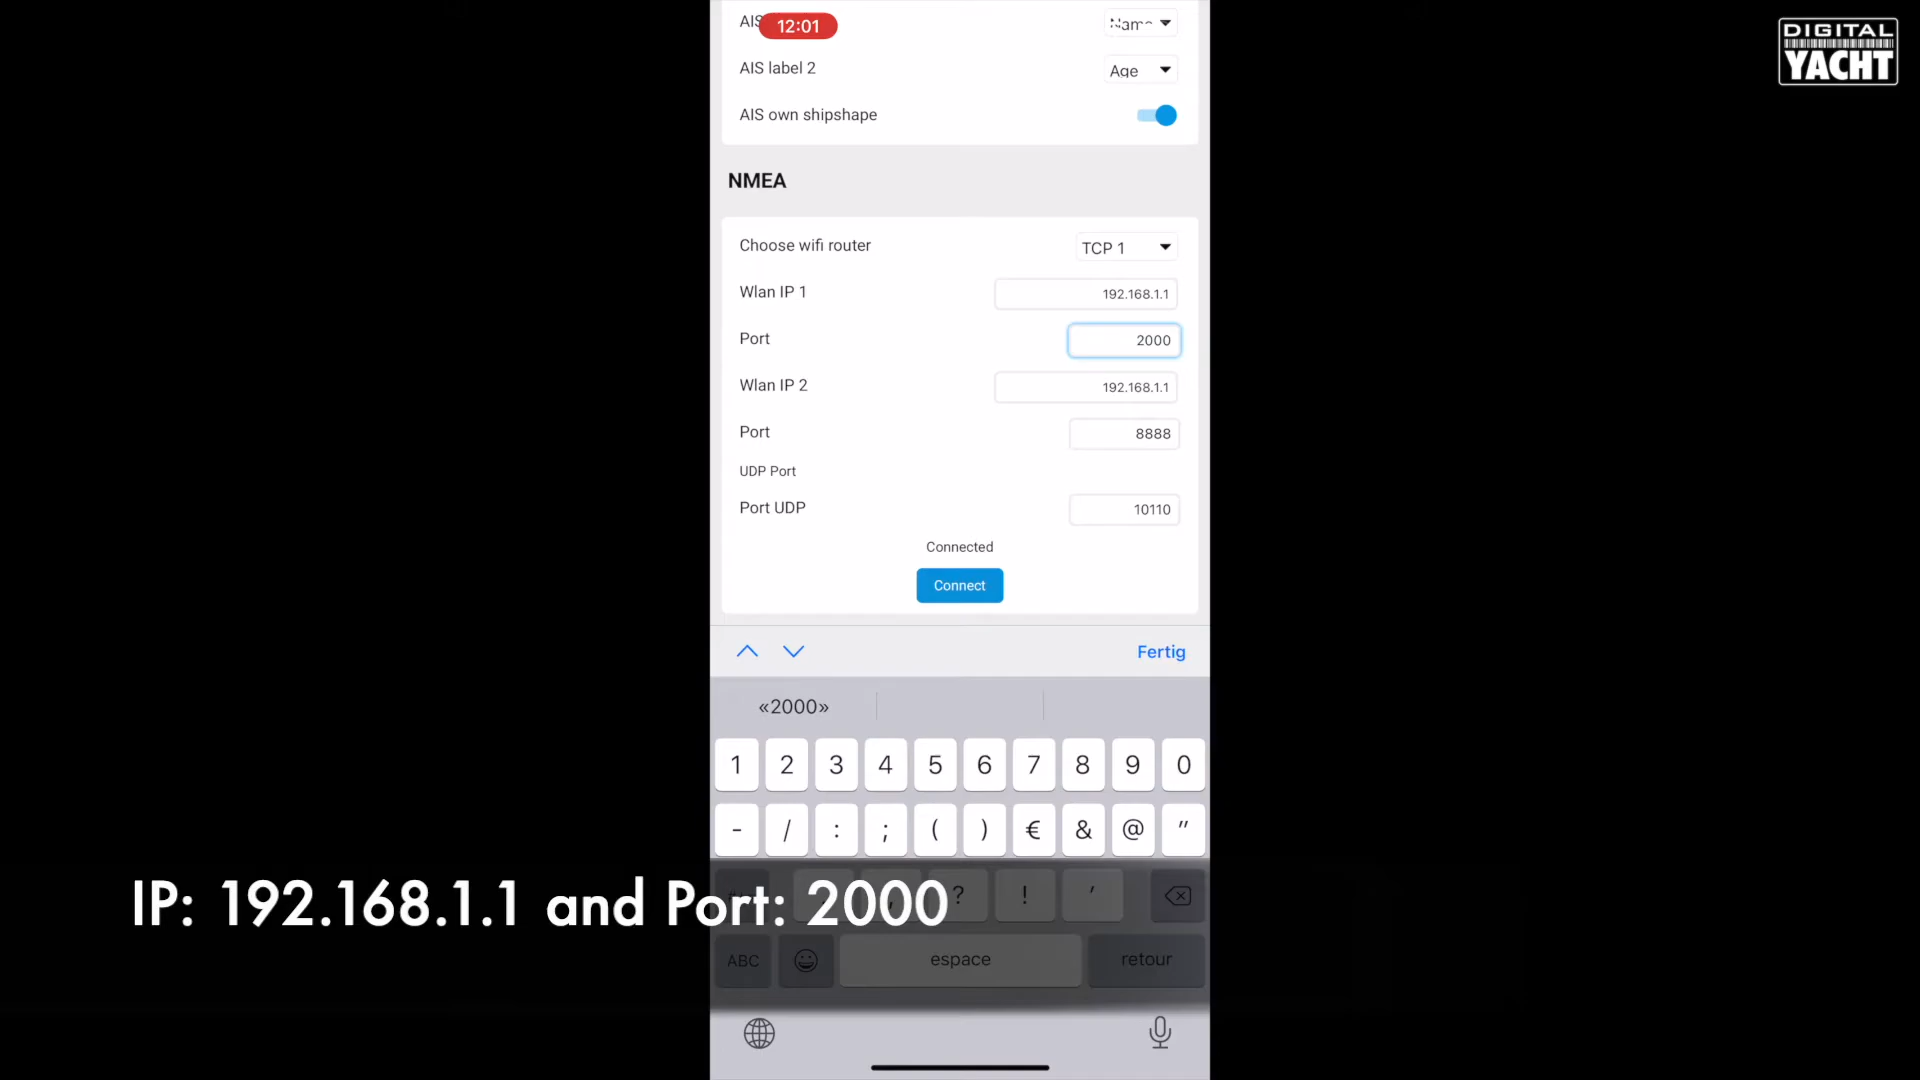 DIGITAL
YACHT
12:01
AIS
Name
AIS label 2
Age
AIS own shipshape
NMEA
Choose wifi router
TCP 1
Wlan IP 1
192.168.1.1
Port
2000
Wlan IP 2
192.168.1.1
Port
8888
UDP Port
Port UDP
10110
Connected
Connect
Fertig
«2000»
1 2 3 4 5 6 7 8 9 0
- / : ; ( ) € & @ "
? ! '
IP: 192.168.1.1 and Port: 2000
ABC
espace
retour